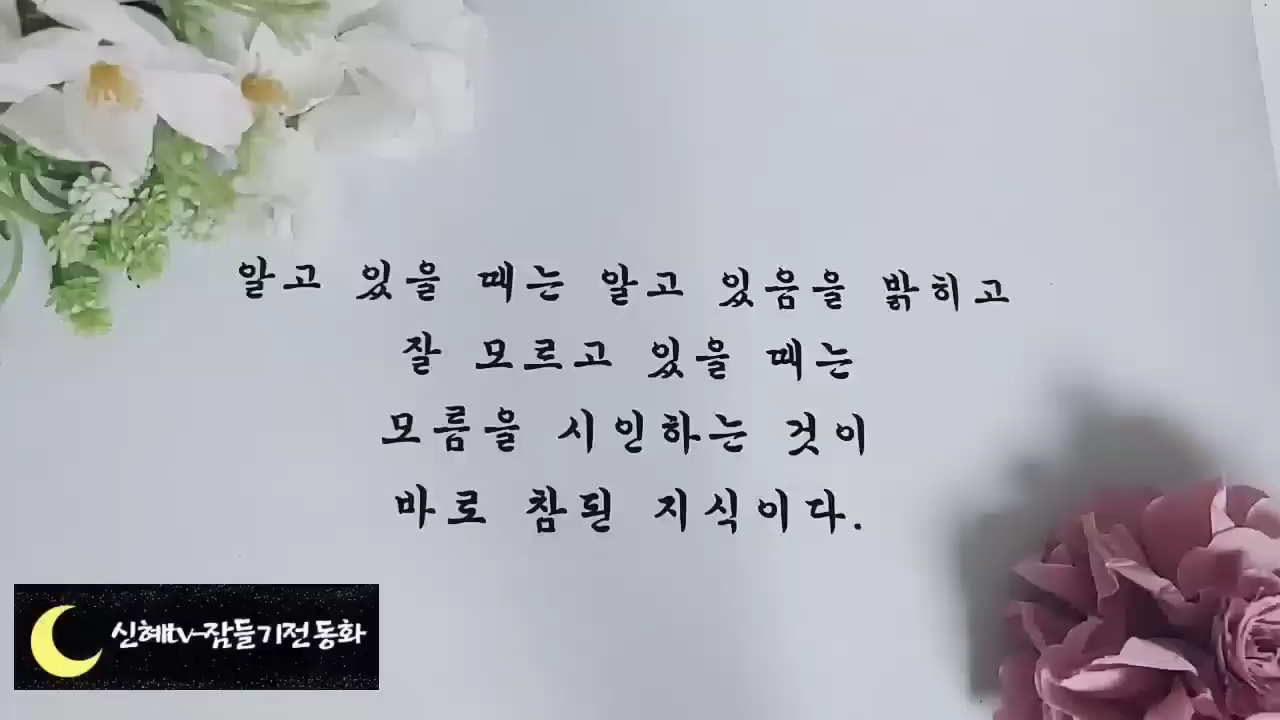 알고 있을 때는 알고 있음을 밝히고
잘 모르고 있을 때는
모름을 시인하는 것이
바로 참된 지식이다.
신혜tv-잠들기전 동화